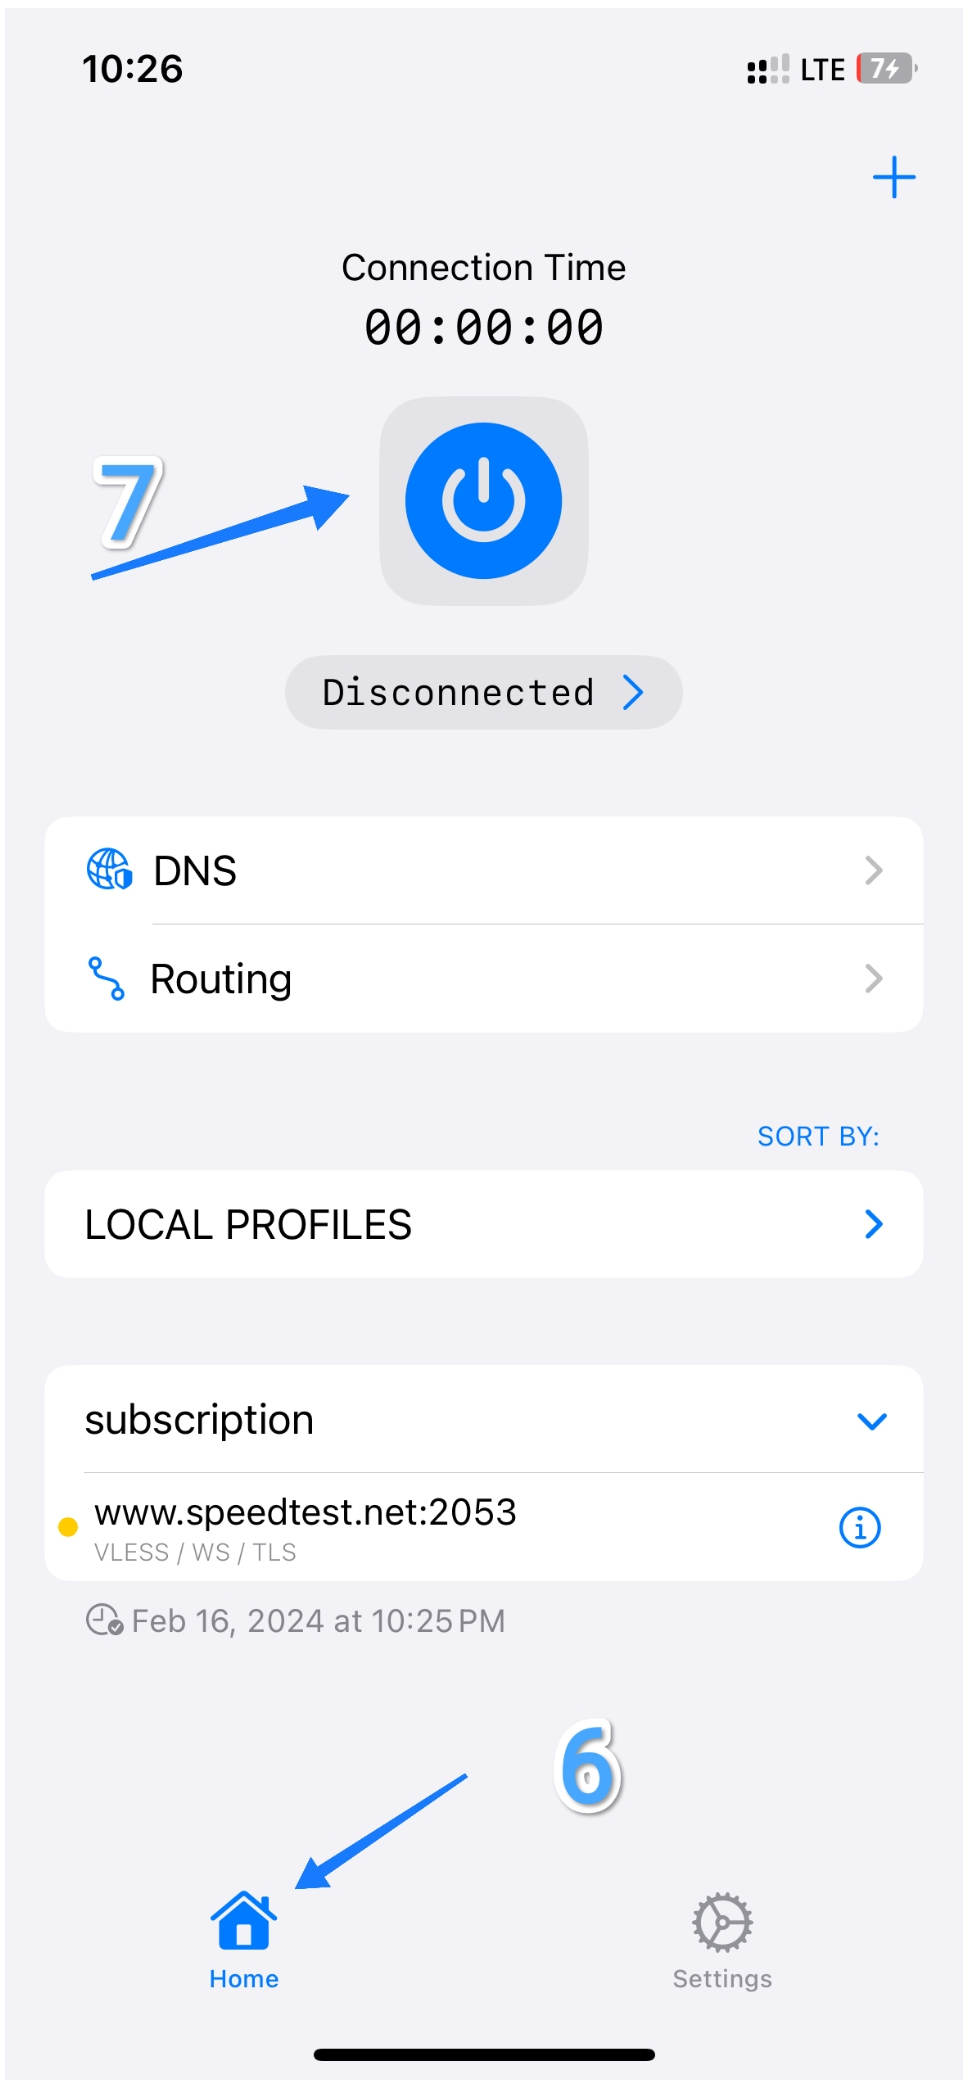 10:26
LTE 7
Connection Time
00:00:00
7
Disconnected
DNS
Routing
SORT BY:
LOCAL PROFILES
subscription
www.speedtest.net:2053
VLESS / WS / TLS
Feb 16, 2024 at 10:25 PM
6
Home
Settings